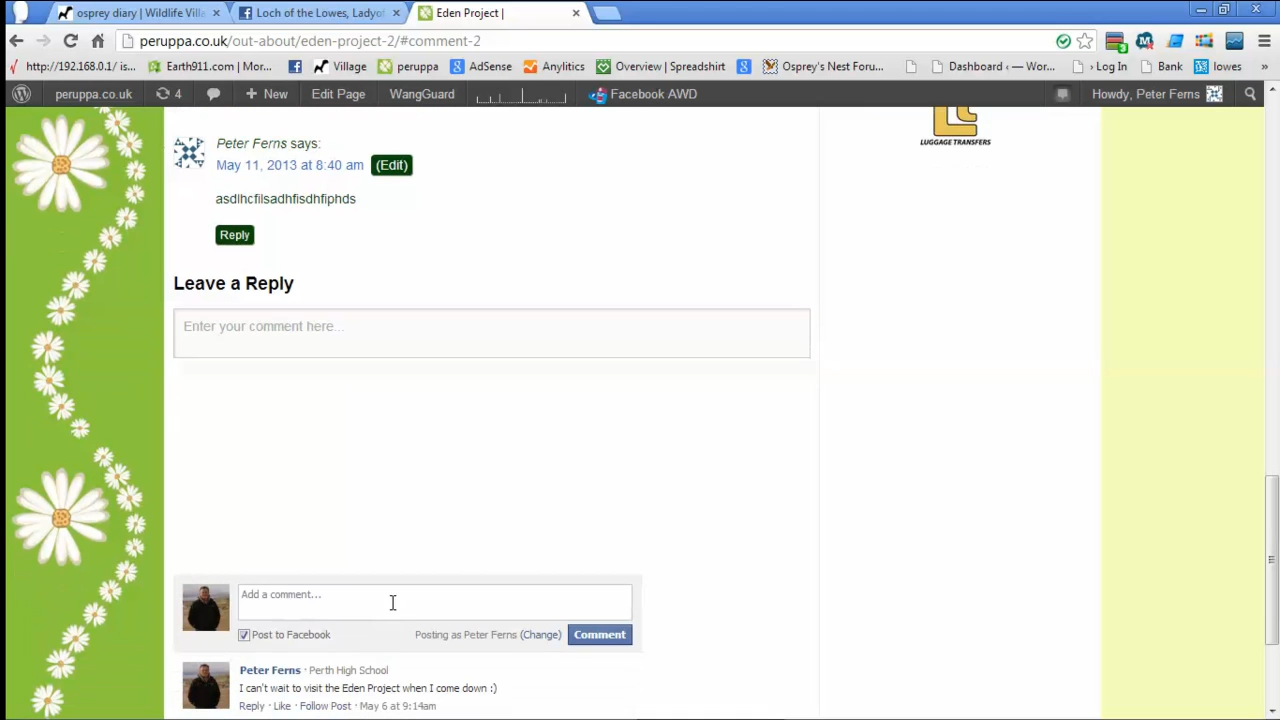 osprey diary | Wildlife Villa
Loch of the Lowes, Ladyof
Eden Project |
peruppa.co.uk/out-about/eden-project-2/#comment-2
http://192.168.0.1/ is...
Earth911.com | Mor...
Village
peruppa
AdSense
Anylitics
Overview | Spreadshirt
Osprey's Nest Forum...
Dashboard ‹ — Wor...
› Log In
Bank
lowes
»
peruppa.co.uk
4
New
Edit Page
WangGuard
Facebook AWD
Howdy, Peter Ferns
LUGGAGE TRANSFERS
Peter Ferns says:
May 11, 2013 at 8:40 am (Edit)
asdlhcfilsadhfisdhfiphds
Reply
Leave a Reply
Enter your comment here...
Add a comment...
Post to Facebook
Posting as Peter Ferns (Change)
Comment
Peter Ferns · Perth High School
I can't wait to visit the Eden Project when I come down :)
Reply · Like · Follow Post · May 6 at 9:14am